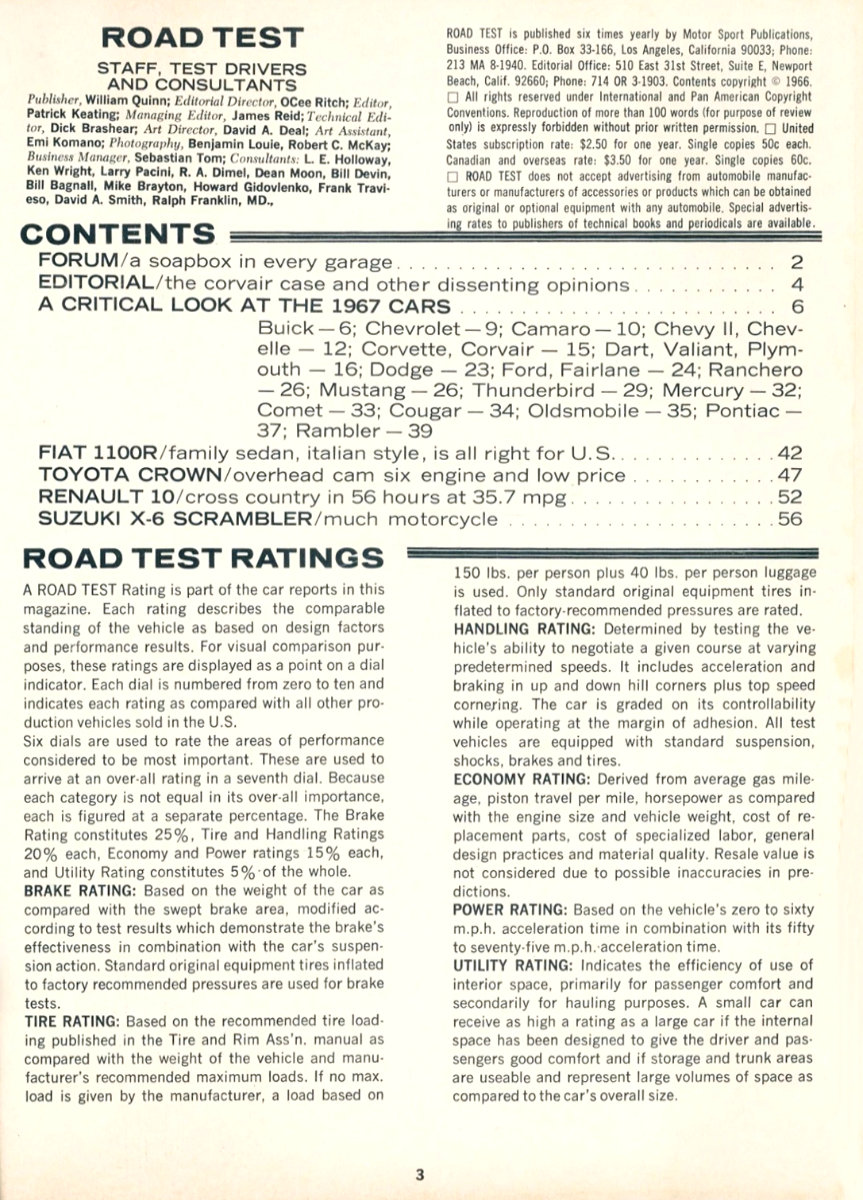 ROAD TEST
STAFF, TEST DRIVERS
AND CONSULTANTS
Publisher, William Quinn; Editorial Director, OCee Ritch; Editor,
Patrick Keating; Managing Editor, James Reid; Technical Edi-
tor, Dick Brashear; Art Director, David A. Deal; Art Assistant,
Emi Komano; Photography, Benjamin Louie, Robert C. McKay;
Business Manager, Sebastian Tom; Consultants: L. E. Holloway,
Ken Wright, Larry Pacini, R. A. Dimel, Dean Moon, Bill Devin,
Bill Bagnall, Mike Brayton, Howard Gidovlenko, Frank Travi-
eso, David A. Smith, Ralph Franklin, MD.,
ROAD TEST is published six times yearly by Motor Sport Publications,
Business Office: P.O. Box 33-166, Los Angeles, California 90033; Phone:
213 MA 8-1940. Editorial Office: 510 East 31st Street, Suite E, Newport
Beach, Calif. 92660; Phone: 714 OR 3-1903. Contents copyright © 1966.
□ All rights reserved under International and Pan American Copyright
Conventions. Reproduction of more than 100 words (for purpose of review
only) is expressly forbidden without prior written permission. □ United
States subscription rate: $2.50 for one year. Single copies 50c each.
Canadian and overseas rate: $3.50 for one year. Single copies 60c.
□ ROAD TEST does not accept advertising from automobile manufac-
turers or manufacturers of accessories or products which can be obtained
as original or optional equipment with any automobile. Special advertis-
ing rates to publishers of technical books and periodicals are available.
CONTENTS
FORUM/a soapbox in every garage . . . . . . . . . . . . . . . . . . . . . . . . . . . . 2
EDITORIAL/the corvair case and other dissenting opinions . . . . . . . . . . . . 4
A CRITICAL LOOK AT THE 1967 CARS . . . . . . . . . . . . . . . . . . . . . . . . 6
Buick — 6; Chevrolet — 9; Camaro — 10; Chevy II, Chev-
elle — 12; Corvette, Corvair — 15; Dart, Valiant, Plym-
outh — 16; Dodge — 23; Ford, Fairlane — 24; Ranchero
— 26; Mustang — 26; Thunderbird — 29; Mercury — 32;
Comet — 33; Cougar — 34; Oldsmobile — 35; Pontiac —
37; Rambler — 39
FIAT 1100R/family sedan, italian style, is all right for U.S. . . . . . . . . . . . . 42
TOYOTA CROWN/overhead cam six engine and low price . . . . . . . . . . . . 47
RENAULT 10/cross country in 56 hours at 35.7 mpg . . . . . . . . . . . . . . . . 52
SUZUKI X-6 SCRAMBLER/much motorcycle . . . . . . . . . . . . . . . . . . . . . . 56
ROAD TEST RATINGS
A ROAD TEST Rating is part of the car reports in this
magazine. Each rating describes the comparable
standing of the vehicle as based on design factors
and performance results. For visual comparison pur-
poses, these ratings are displayed as a point on a dial
indicator. Each dial is numbered from zero to ten and
indicates each rating as compared with all other pro-
duction vehicles sold in the U.S.
Six dials are used to rate the areas of performance
considered to be most important. These are used to
arrive at an over-all rating in a seventh dial. Because
each category is not equal in its over-all importance,
each is figured at a separate percentage. The Brake
Rating constitutes 25%, Tire and Handling Ratings
20% each, Economy and Power ratings 15% each,
and Utility Rating constitutes 5% of the whole.
BRAKE RATING: Based on the weight of the car as
compared with the swept brake area, modified ac-
cording to test results which demonstrate the brake's
effectiveness in combination with the car's suspen-
sion action. Standard original equipment tires inflated
to factory recommended pressures are used for brake
tests.
TIRE RATING: Based on the recommended tire load-
ing published in the Tire and Rim Ass'n. manual as
compared with the weight of the vehicle and manu-
facturer's recommended maximum loads. If no max.
load is given by the manufacturer, a load based on
150 lbs. per person plus 40 lbs. per person luggage
is used. Only standard original equipment tires in-
flated to factory-recommended pressures are rated.
HANDLING RATING: Determined by testing the ve-
hicle's ability to negotiate a given course at varying
predetermined speeds. It includes acceleration and
braking in up and down hill corners plus top speed
cornering. The car is graded on its controllability
while operating at the margin of adhesion. All test
vehicles are equipped with standard suspension,
shocks, brakes and tires.
ECONOMY RATING: Derived from average gas mile-
age, piston travel per mile, horsepower as compared
with the engine size and vehicle weight, cost of re-
placement parts, cost of specialized labor, general
design practices and material quality. Resale value is
not considered due to possible inaccuracies in pre-
dictions.
POWER RATING: Based on the vehicle's zero to sixty
m.p.h. acceleration time in combination with its fifty
to seventy-five m.p.h. acceleration time.
UTILITY RATING: Indicates the efficiency of use of
interior space, primarily for passenger comfort and
secondarily for hauling purposes. A small car can
receive as high a rating as a large car if the internal
space has been designed to give the driver and pas-
sengers good comfort and if storage and trunk areas
are useable and represent large volumes of space as
compared to the car's overall size.
3